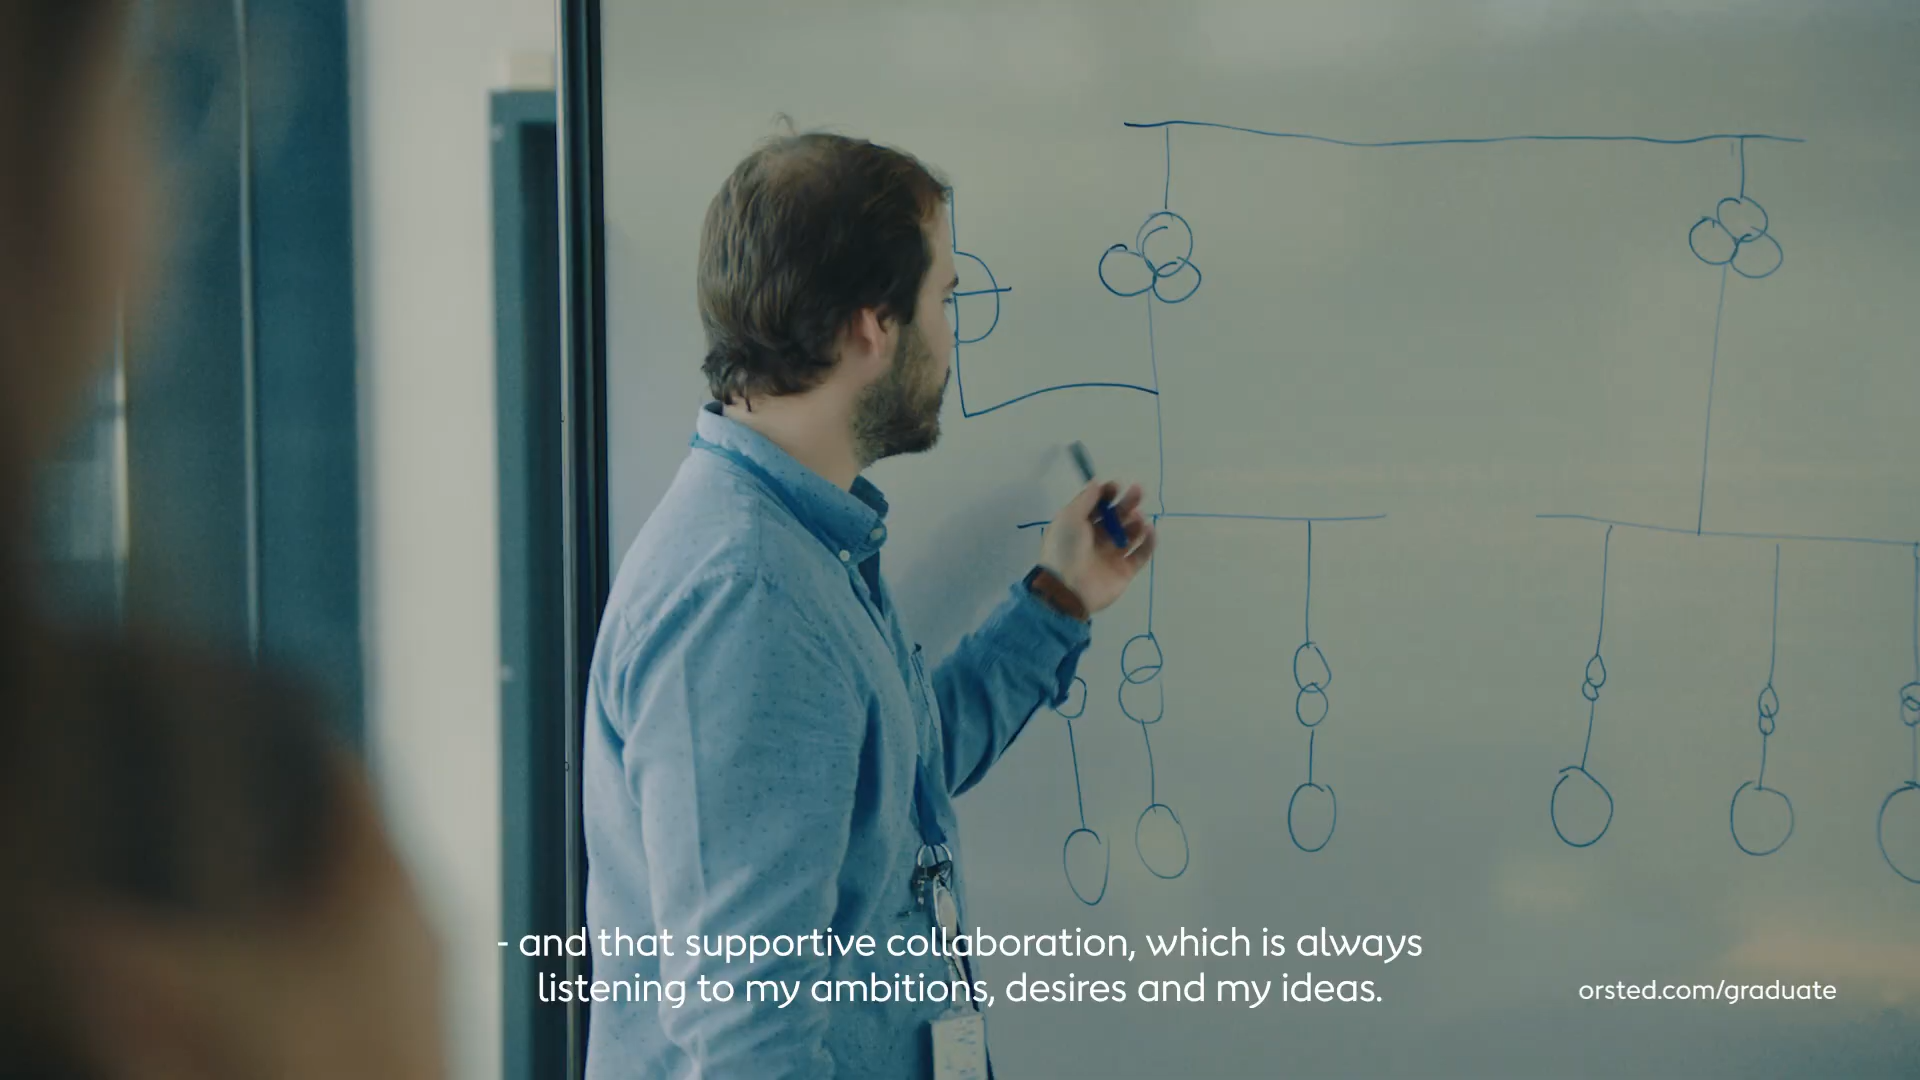 - and that supportive collaboration, which is always
listening to my ambitions, desires and my ideas.
orsted.com/graduate